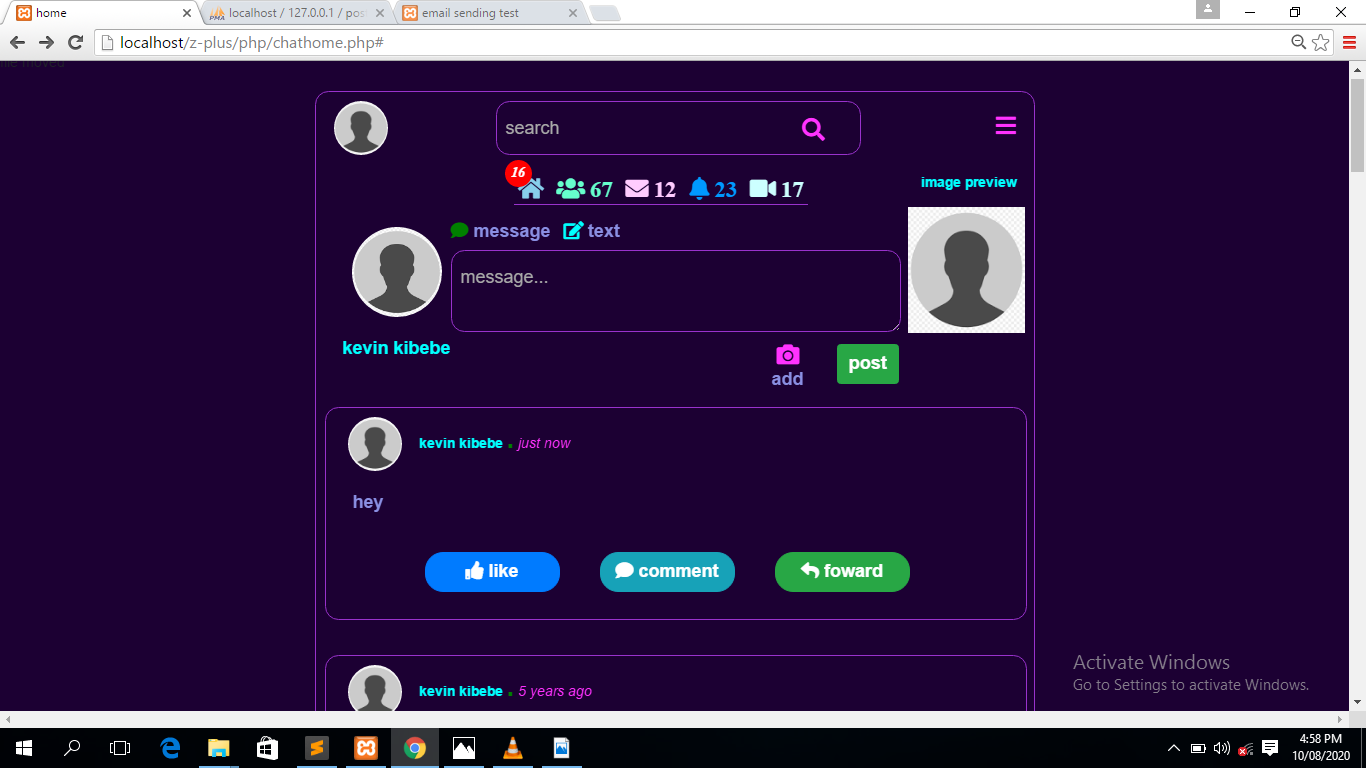 home
localhost / 127.0.0.1 / pos
email sending test
localhost/z-plus/php/chathome.php#
file moved
search
16
67 12 23 17
image preview
message text
message...
kevin kibebe
add
post
kevin kibebe . just now
hey
like
comment
foward
kevin kibebe . 5 years ago
Activate Windows
Go to Settings to activate Windows.
4:58 PM
10/08/2020